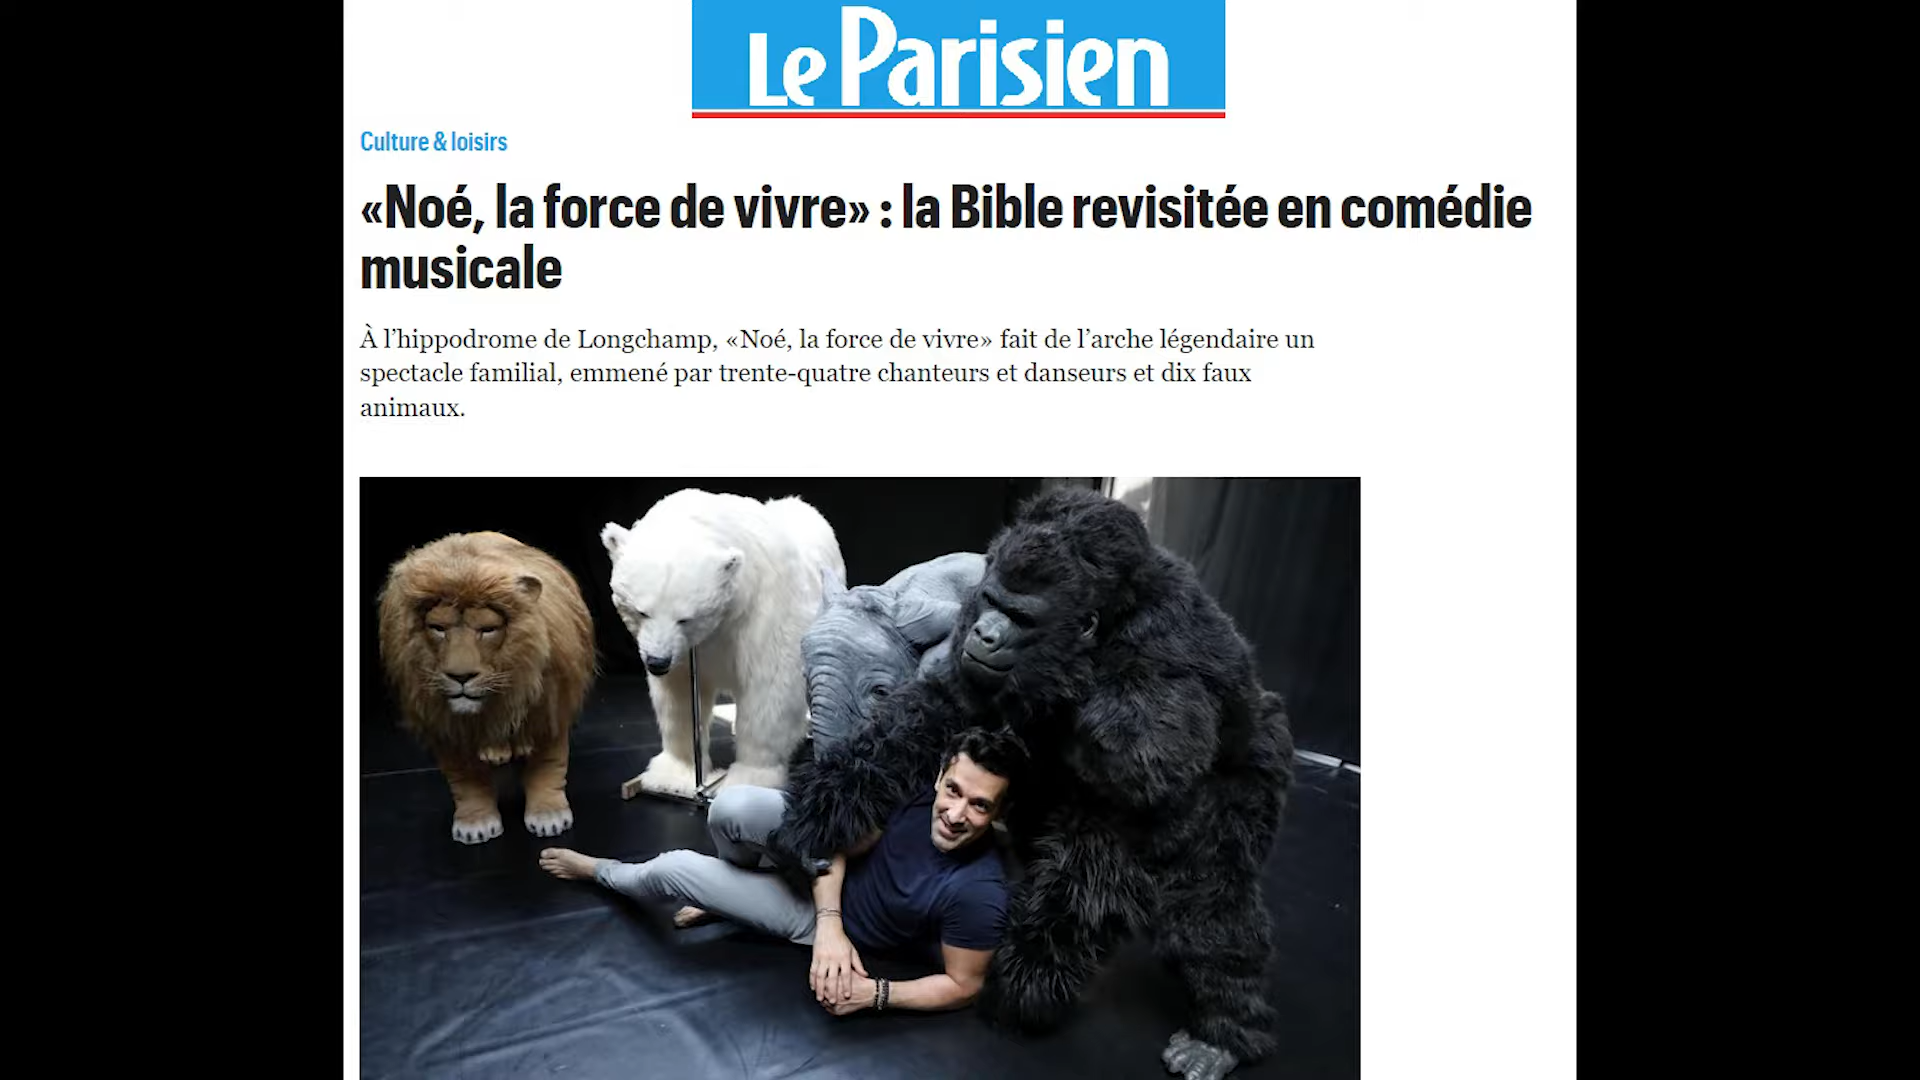 Le Parisien
Culture & loisirs
«Noé, la force de vivre» : la Bible revisitée en comédie
musicale
À l’hippodrome de Longchamp, «Noé, la force de vivre» fait de l’arche légendaire un
spectacle familial, emmené par trente-quatre chanteurs et danseurs et dix faux
animaux.